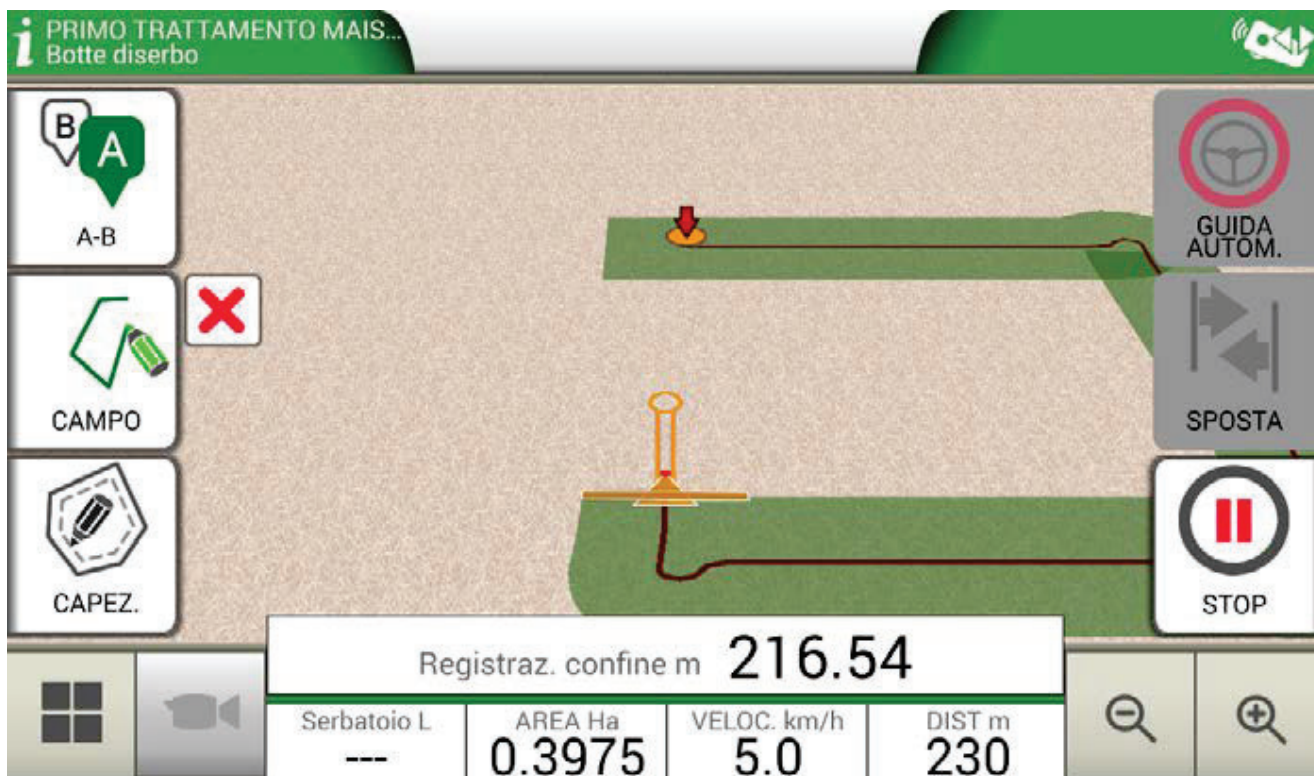 i PRIMO TRATTAMENTO MAIS...
Botte diserbo
B
A
A-B
CAMPO
CAPEZ.
GUIDA
AUTOM.
SPOSTA
STOP
Registraz. confine m 216.54
Serbatoio L
---
AREA Ha
0.3975
VELOC. km/h
5.0
DIST m
230